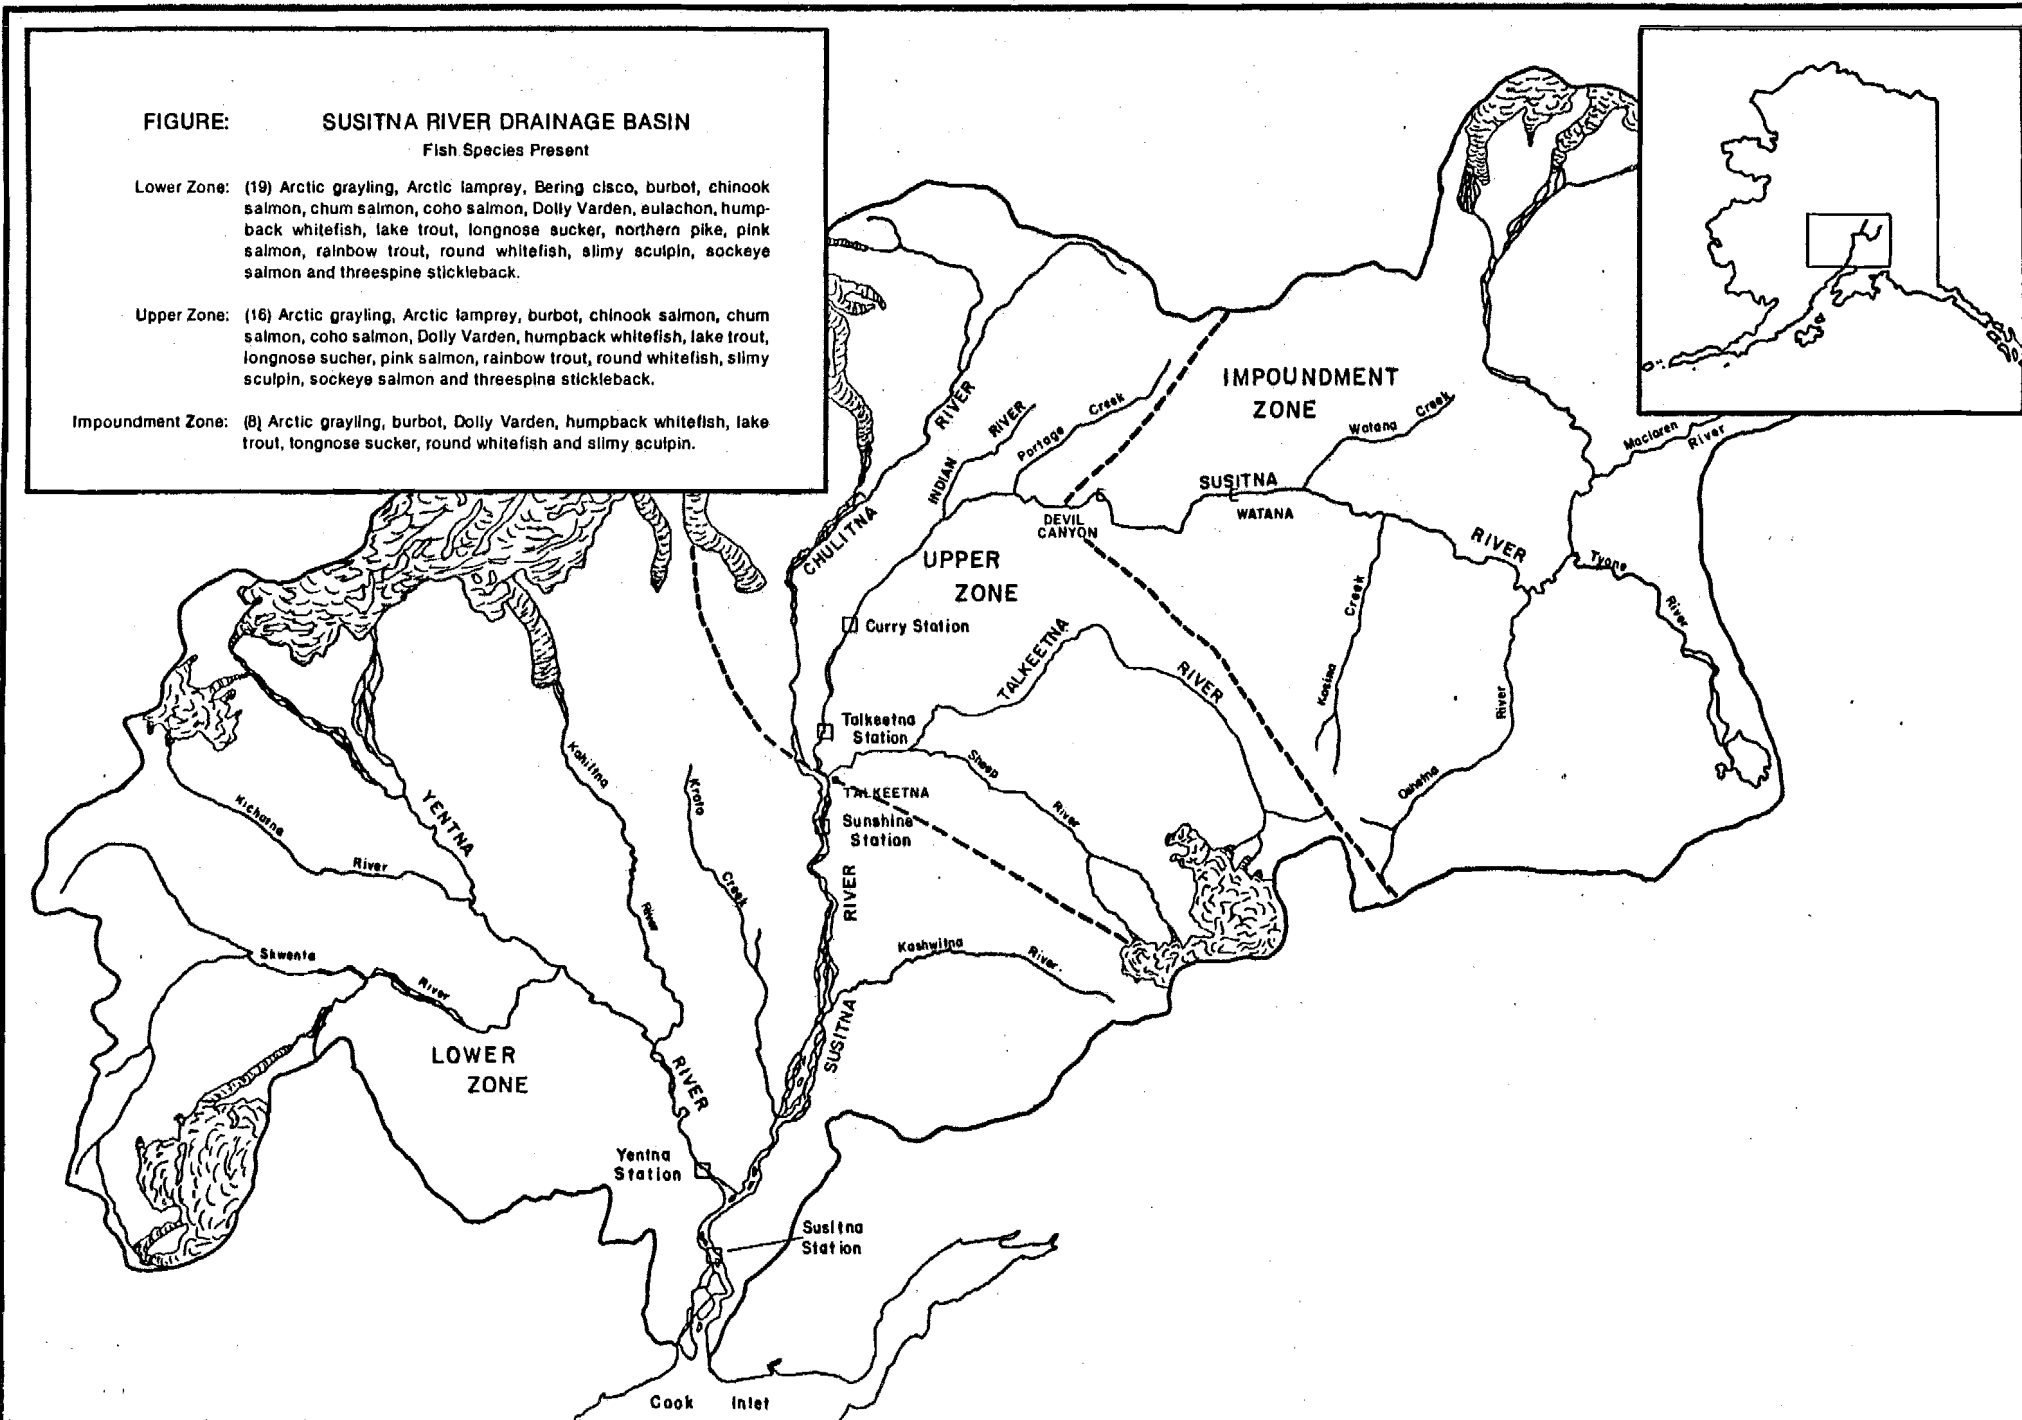 FIGURE: SUSITNA RIVER DRAINAGE BASIN
Fish Species Present
Lower Zone: (19) Arctic grayling, Arctic lamprey, Bering cisco, burbot, chinook
salmon, chum salmon, coho salmon, Dolly Varden, eulachon, hump-
back whitefish, lake trout, longnose sucker, northern pike, pink
salmon, rainbow trout, round whitefish, slimy sculpin, sockeye
salmon and threespine stickleback.
Upper Zone: (16) Arctic grayling, Arctic lamprey, burbot, chinook salmon, chum
salmon, coho salmon, Dolly Varden, humpback whitefish, lake trout,
longnose sucher, pink salmon, rainbow trout, round whitefish, slimy
sculpin, sockeye salmon and threespine stickleback.
Impoundment Zone: (8) Arctic grayling, burbot, Dolly Varden, humpback whitefish, lake
trout, longnose sucker, round whitefish and slimy sculpin.
IMPOUNDMENT
ZONE
CHULITNA RIVER
INDIAN RIVER
Portage Creek
Watana Creek
Maclaren River
SUSITNA RIVER
WATANA
DEVIL
CANYON
UPPER
ZONE
Tyone River
Kosina Creek
Oshetna River
Curry Station
TALKEETNA RIVER
Talkeetna
Station
Sheep River
TALKEETNA
Sunshine
Station
Kahiltna River
Kroto Creek
YENTNA RIVER
Kichatna River
Skwenta River
Kashwitna River
SUSITNA RIVER
LOWER
ZONE
Yentna
Station
Susitna
Station
Cook Inlet